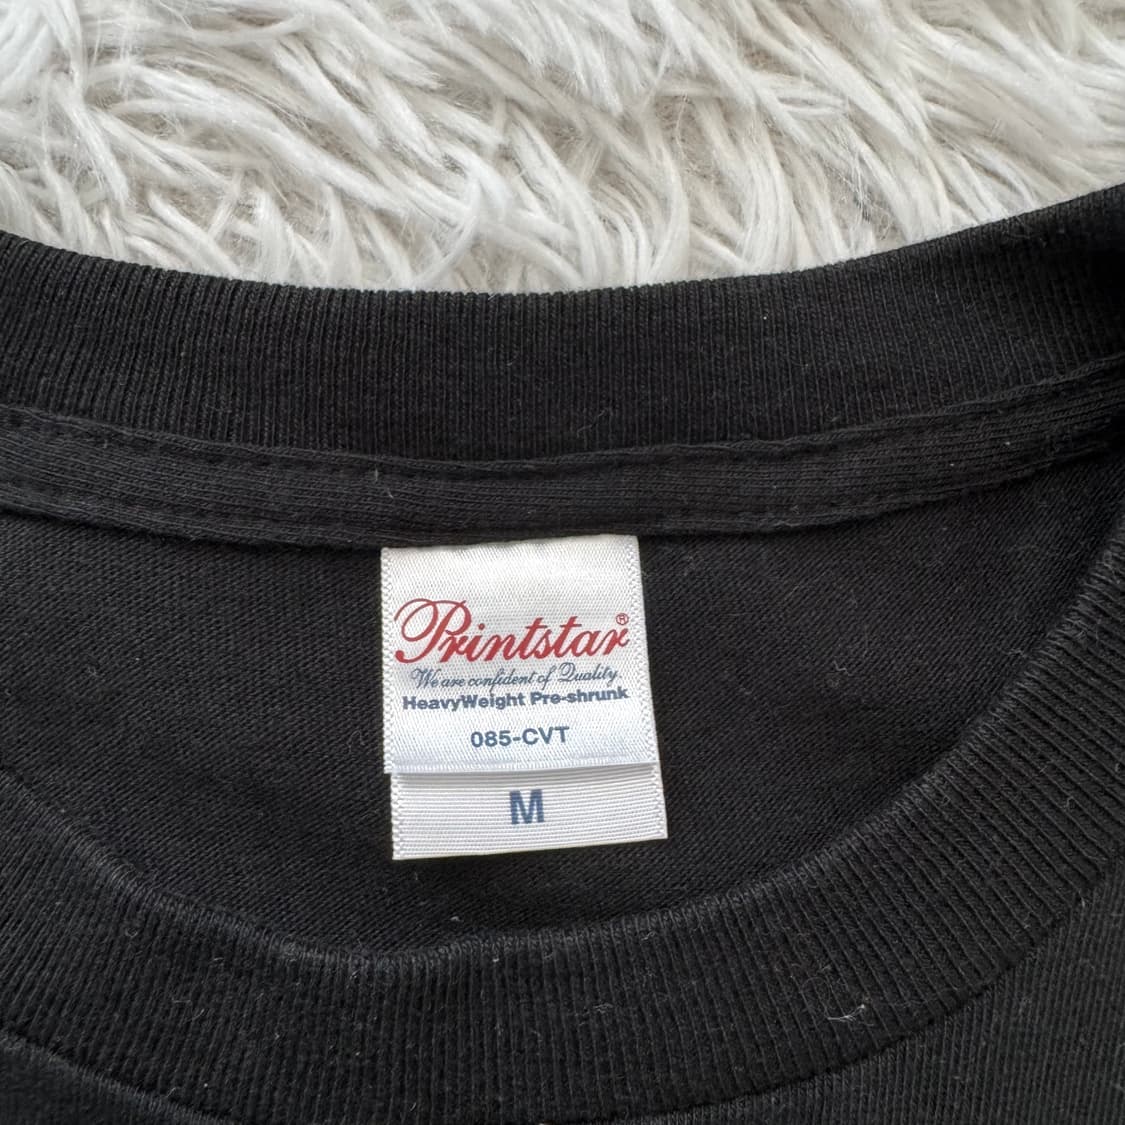 Printstar®
We are confident of Quality
HeavyWeight Pre-shrunk
085-CVT
M